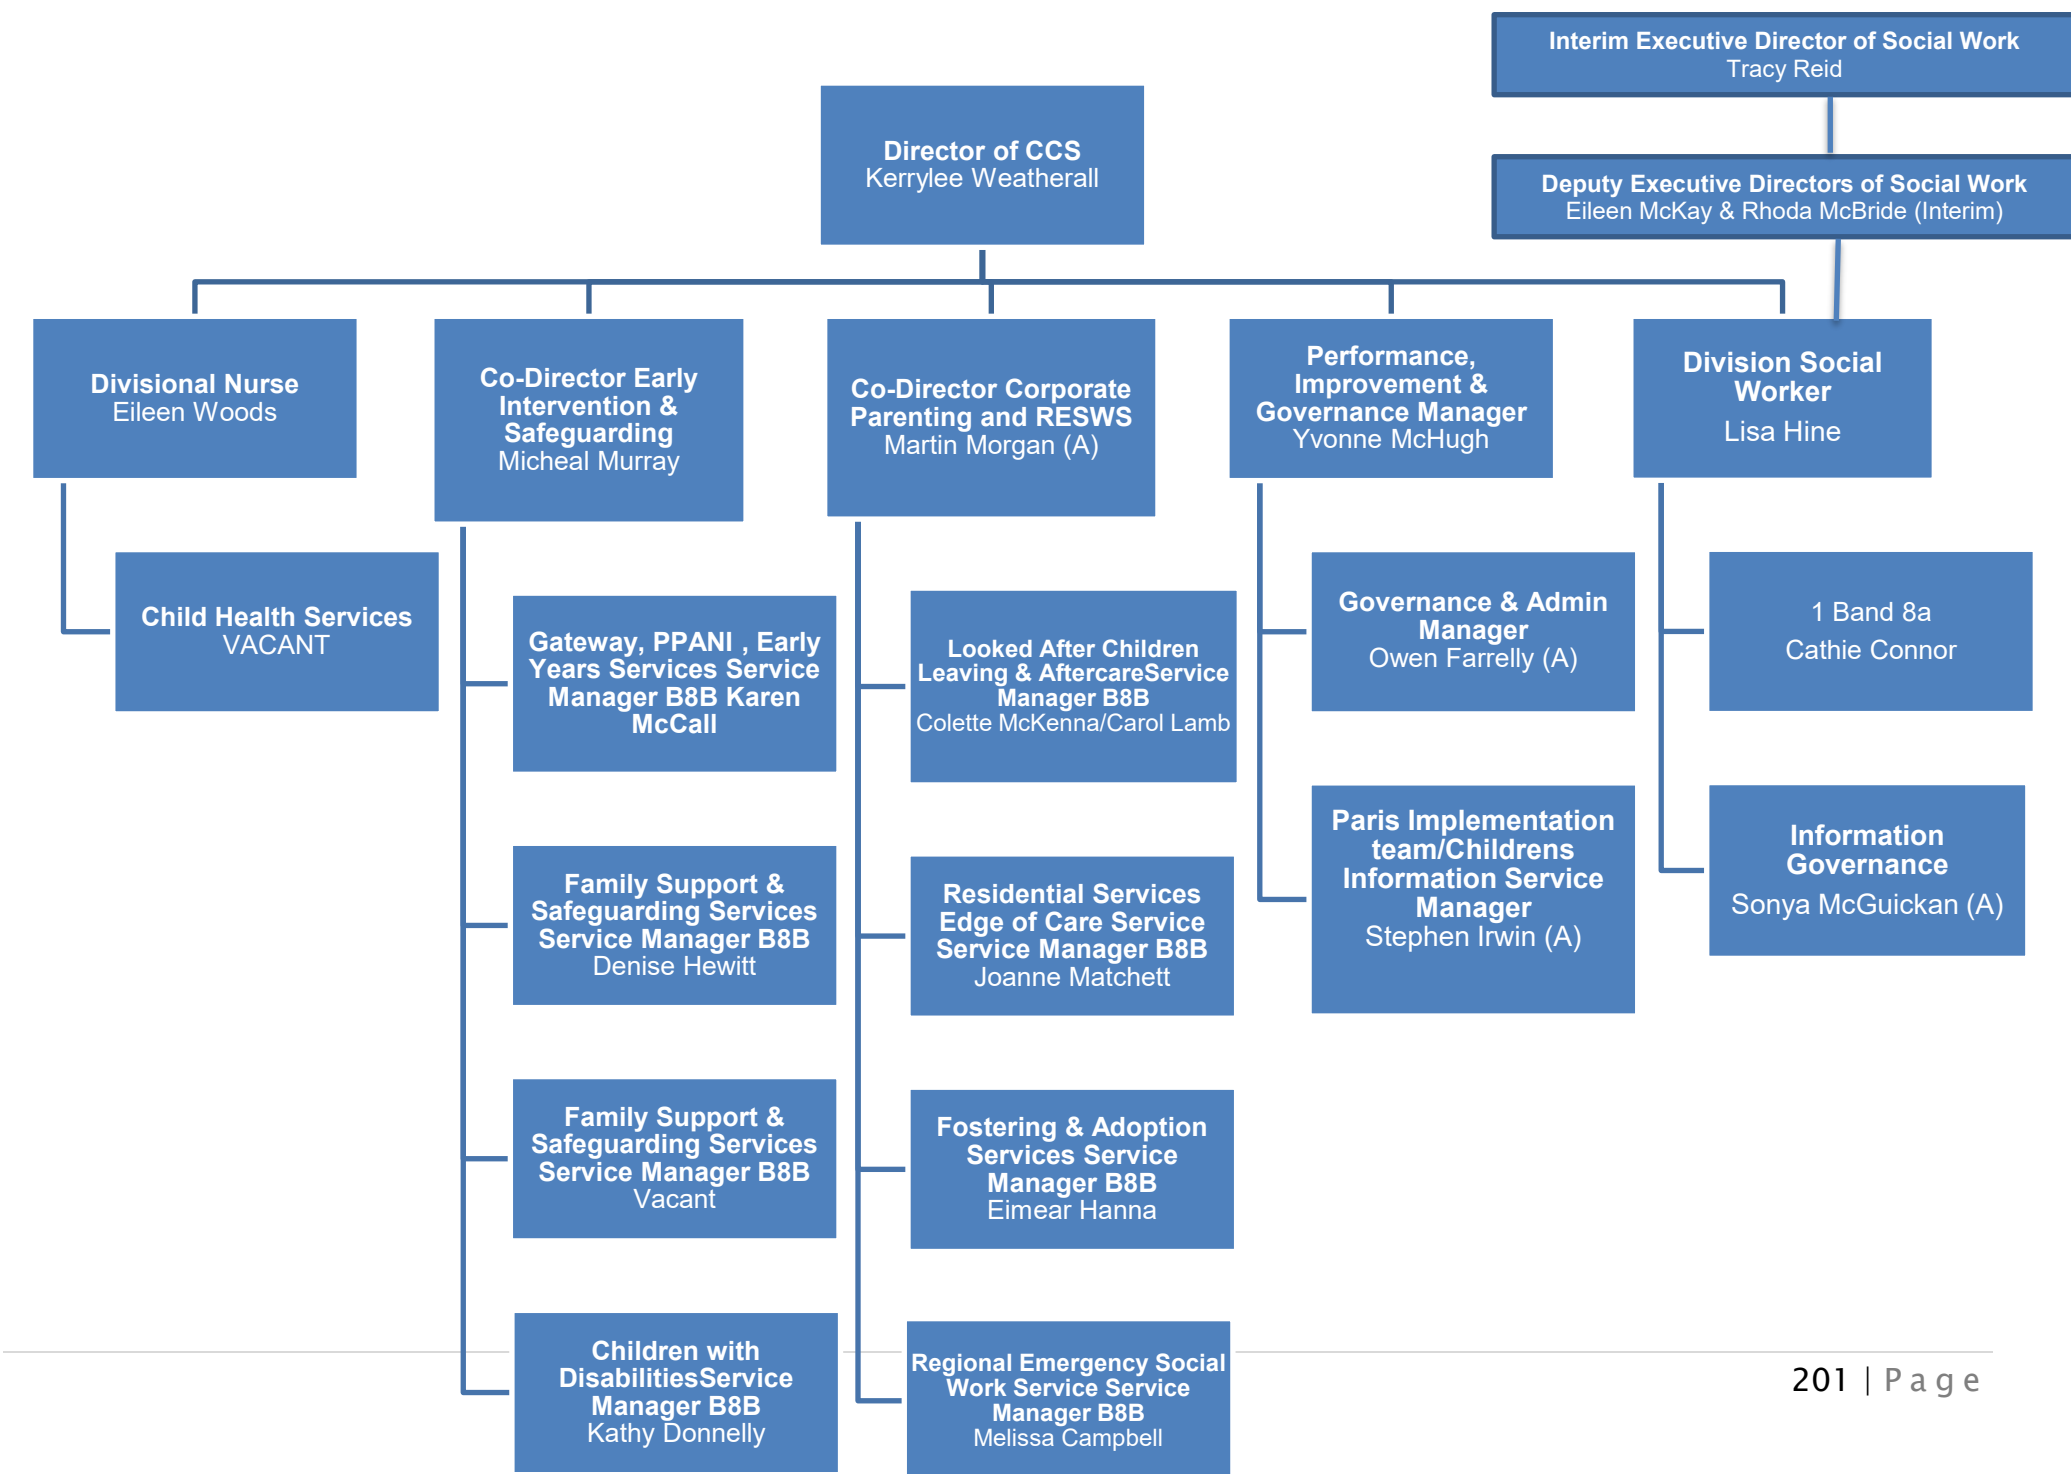 Interim Executive Director of Social Work
Tracy Reid
Director of CCS
Kerrylee Weatherall
Deputy Executive Directors of Social Work
Eileen McKay & Rhoda McBride (Interim)
Divisional Nurse
Eileen Woods
Co-Director Early
Intervention &
Safeguarding
Micheal Murray
Co-Director Corporate
Parenting and RESWS
Martin Morgan (A)
Performance,
Improvement &
Governance Manager
Yvonne McHugh
Division Social
Worker
Lisa Hine
Child Health Services
VACANT
Gateway, PPANI , Early
Years Services Service
Manager B8B Karen
McCall
Family Support &
Safeguarding Services
Service Manager B8B
Denise Hewitt
Family Support &
Safeguarding Services
Service Manager B8B
Vacant
Children with
DisabilitiesService
Manager B8B
Kathy Donnelly
Looked After Children
Leaving & AftercareService
Manager B8B
Colette McKenna/Carol Lamb
Residential Services
Edge of Care Service
Service Manager B8B
Joanne Matchett
Fostering & Adoption
Services Service
Manager B8B
Eimear Hanna
Regional Emergency Social
Work Service Service
Manager B8B
Melissa Campbell
Governance & Admin
Manager
Owen Farrelly (A)
Paris Implementation
team/Childrens
Information Service
Manager
Stephen Irwin (A)
1 Band 8a
Cathie Connor
Information
Governance
Sonya McGuickan (A)
201 | P a g e